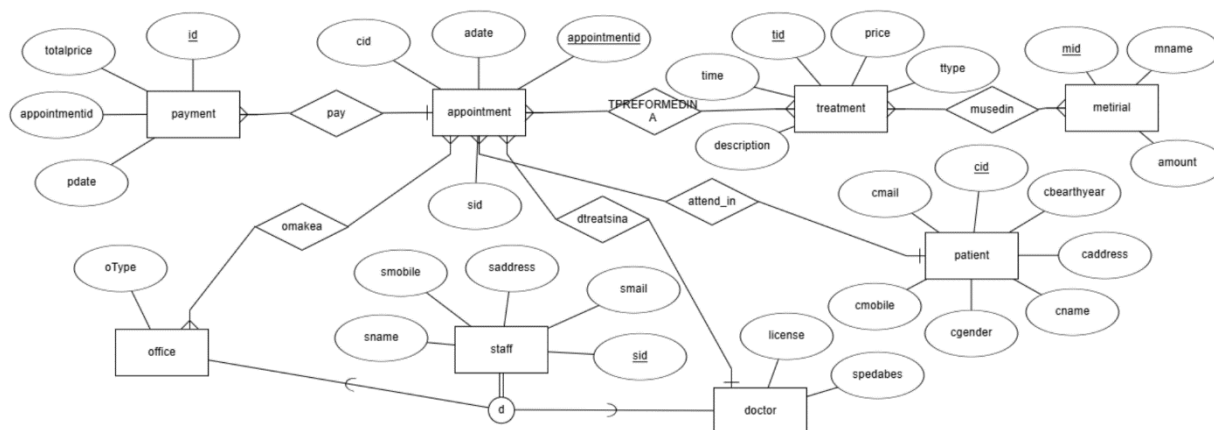 id
adate
tid
price
mid
mname
totalprice
cid
appointmentid
time
ttype
appointmentid
payment
pay
appointment
TPREFORMEDIN
A
treatment
musedin
metirial
pdate
description
amount
sid
cid
cmail
cbearthyear
attend_in
omakea
dtreatsina
oType
smobile
saddress
smail
patient
caddress
cmobile
cgender
cname
sname
office
staff
sid
license
spedabes
d
doctor